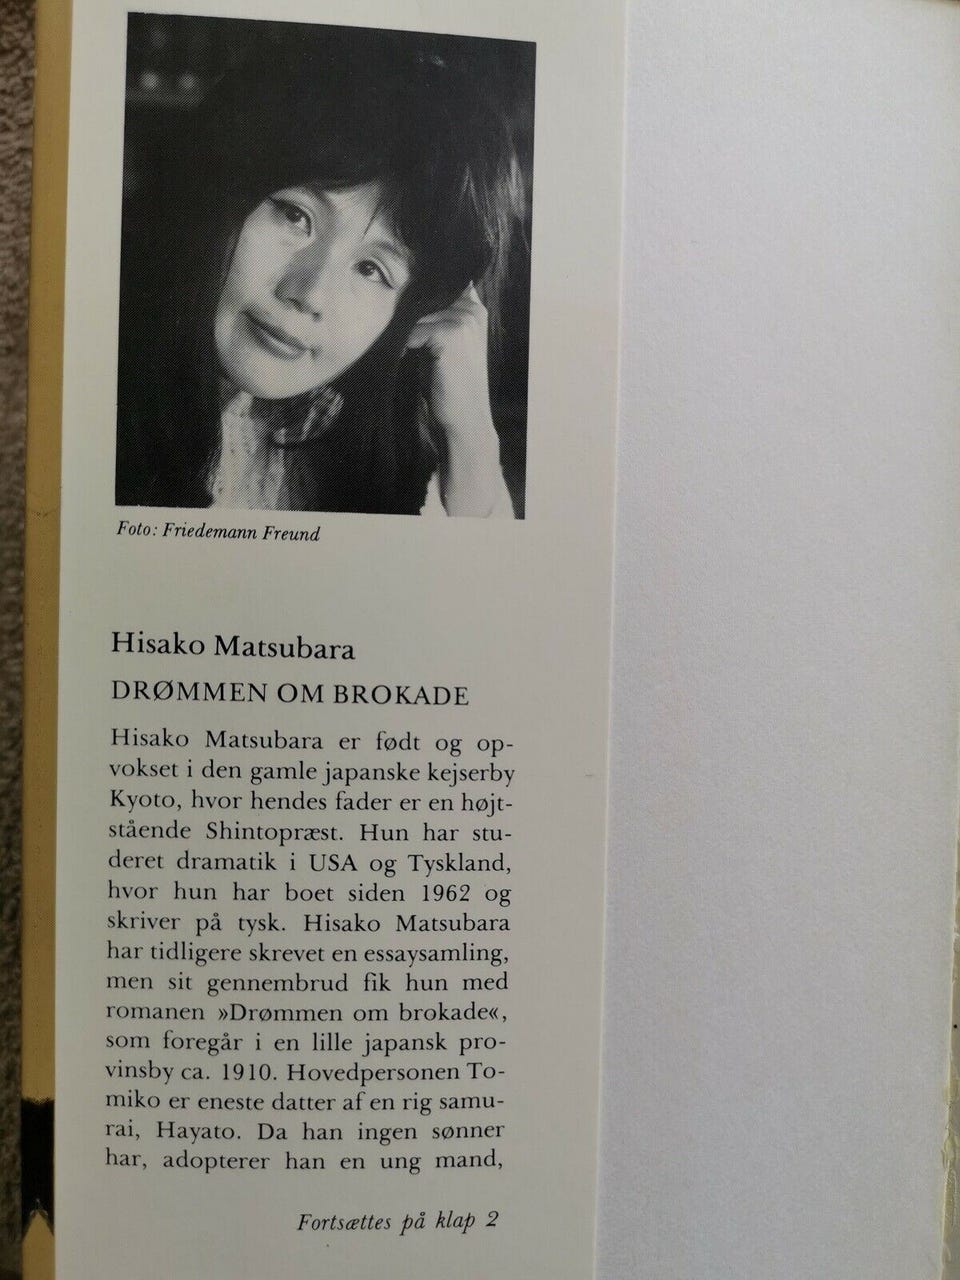 Foto: Friedemann Freund
Hisako Matsubara
DRØMMEN OM BROKADE
Hisako Matsubara er født og op-
vokset i den gamle japanske kejserby
Kyoto, hvor hendes fader er en højt-
stående Shintopræst. Hun har stu-
deret dramatik i USA og Tyskland,
hvor hun har boet siden 1962 og
skriver på tysk. Hisako Matsubara
har tidligere skrevet en essaysamling,
men sit gennembrud fik hun med
romanen »Drømmen om brokade«,
som foregår i en lille japansk pro-
vinsby ca. 1910. Hovedpersonen To-
miko er eneste datter af en rig samu-
rai, Hayato. Da han ingen sønner
har, adopterer han en ung mand,
Fortsættes på klap 2